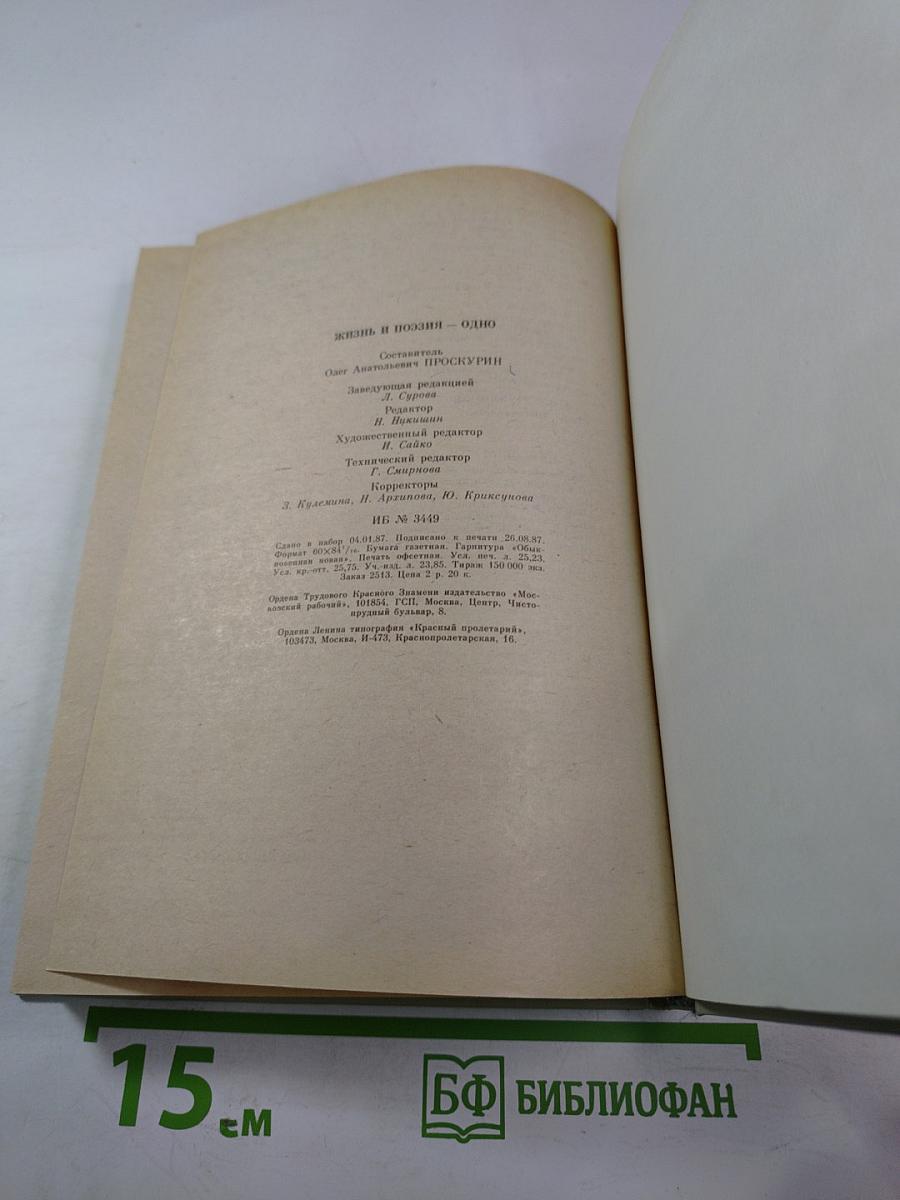 ЖИЗНЬ И ПОЭЗИЯ — ОДНО
Составитель
Олег Анатольевич ПРОСКУРИН
Заведующая редакцией
Л. Сурова
Редактор
Н. Никишин
Художественный редактор
И. Сайко
Технический редактор
Г. Смирнова
Корректоры
З. Кулемина, Н. Архипова, Ю. Криксунова
ИБ № 3449
Сдано в набор 04.01.87. Подписано к печати 26.08.87.
Формат 60×84¹/₁₆. Бумага газетная. Гарнитура «Обык-
новенная новая». Печать офсетная. Усл. печ. л. 25,23.
Усл. кр.-отт. 25,75. Уч.-изд. л. 23,85. Тираж 150 000 экз.
Заказ 2513. Цена 2 р. 20 к.
Ордена Трудового Красного Знамени издательство «Мос-
ковский рабочий», 101854, ГСП, Москва, Центр, Чисто-
прудный бульвар, 8.
Ордена Ленина типография «Красный пролетарий»,
103473, Москва, И-473, Краснопролетарская, 16.
15 см
БФ БИБЛИОФАН